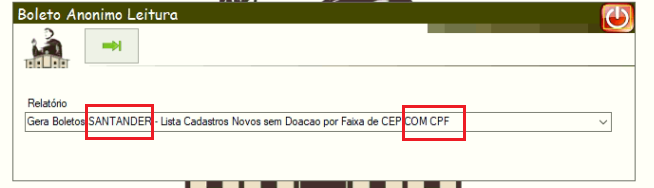 Boleto Anonimo Leitura
Relatório
Gera Boletos SANTANDER - Lista Cadastros Novos sem Doacao por Faixa de CEP COM CPF